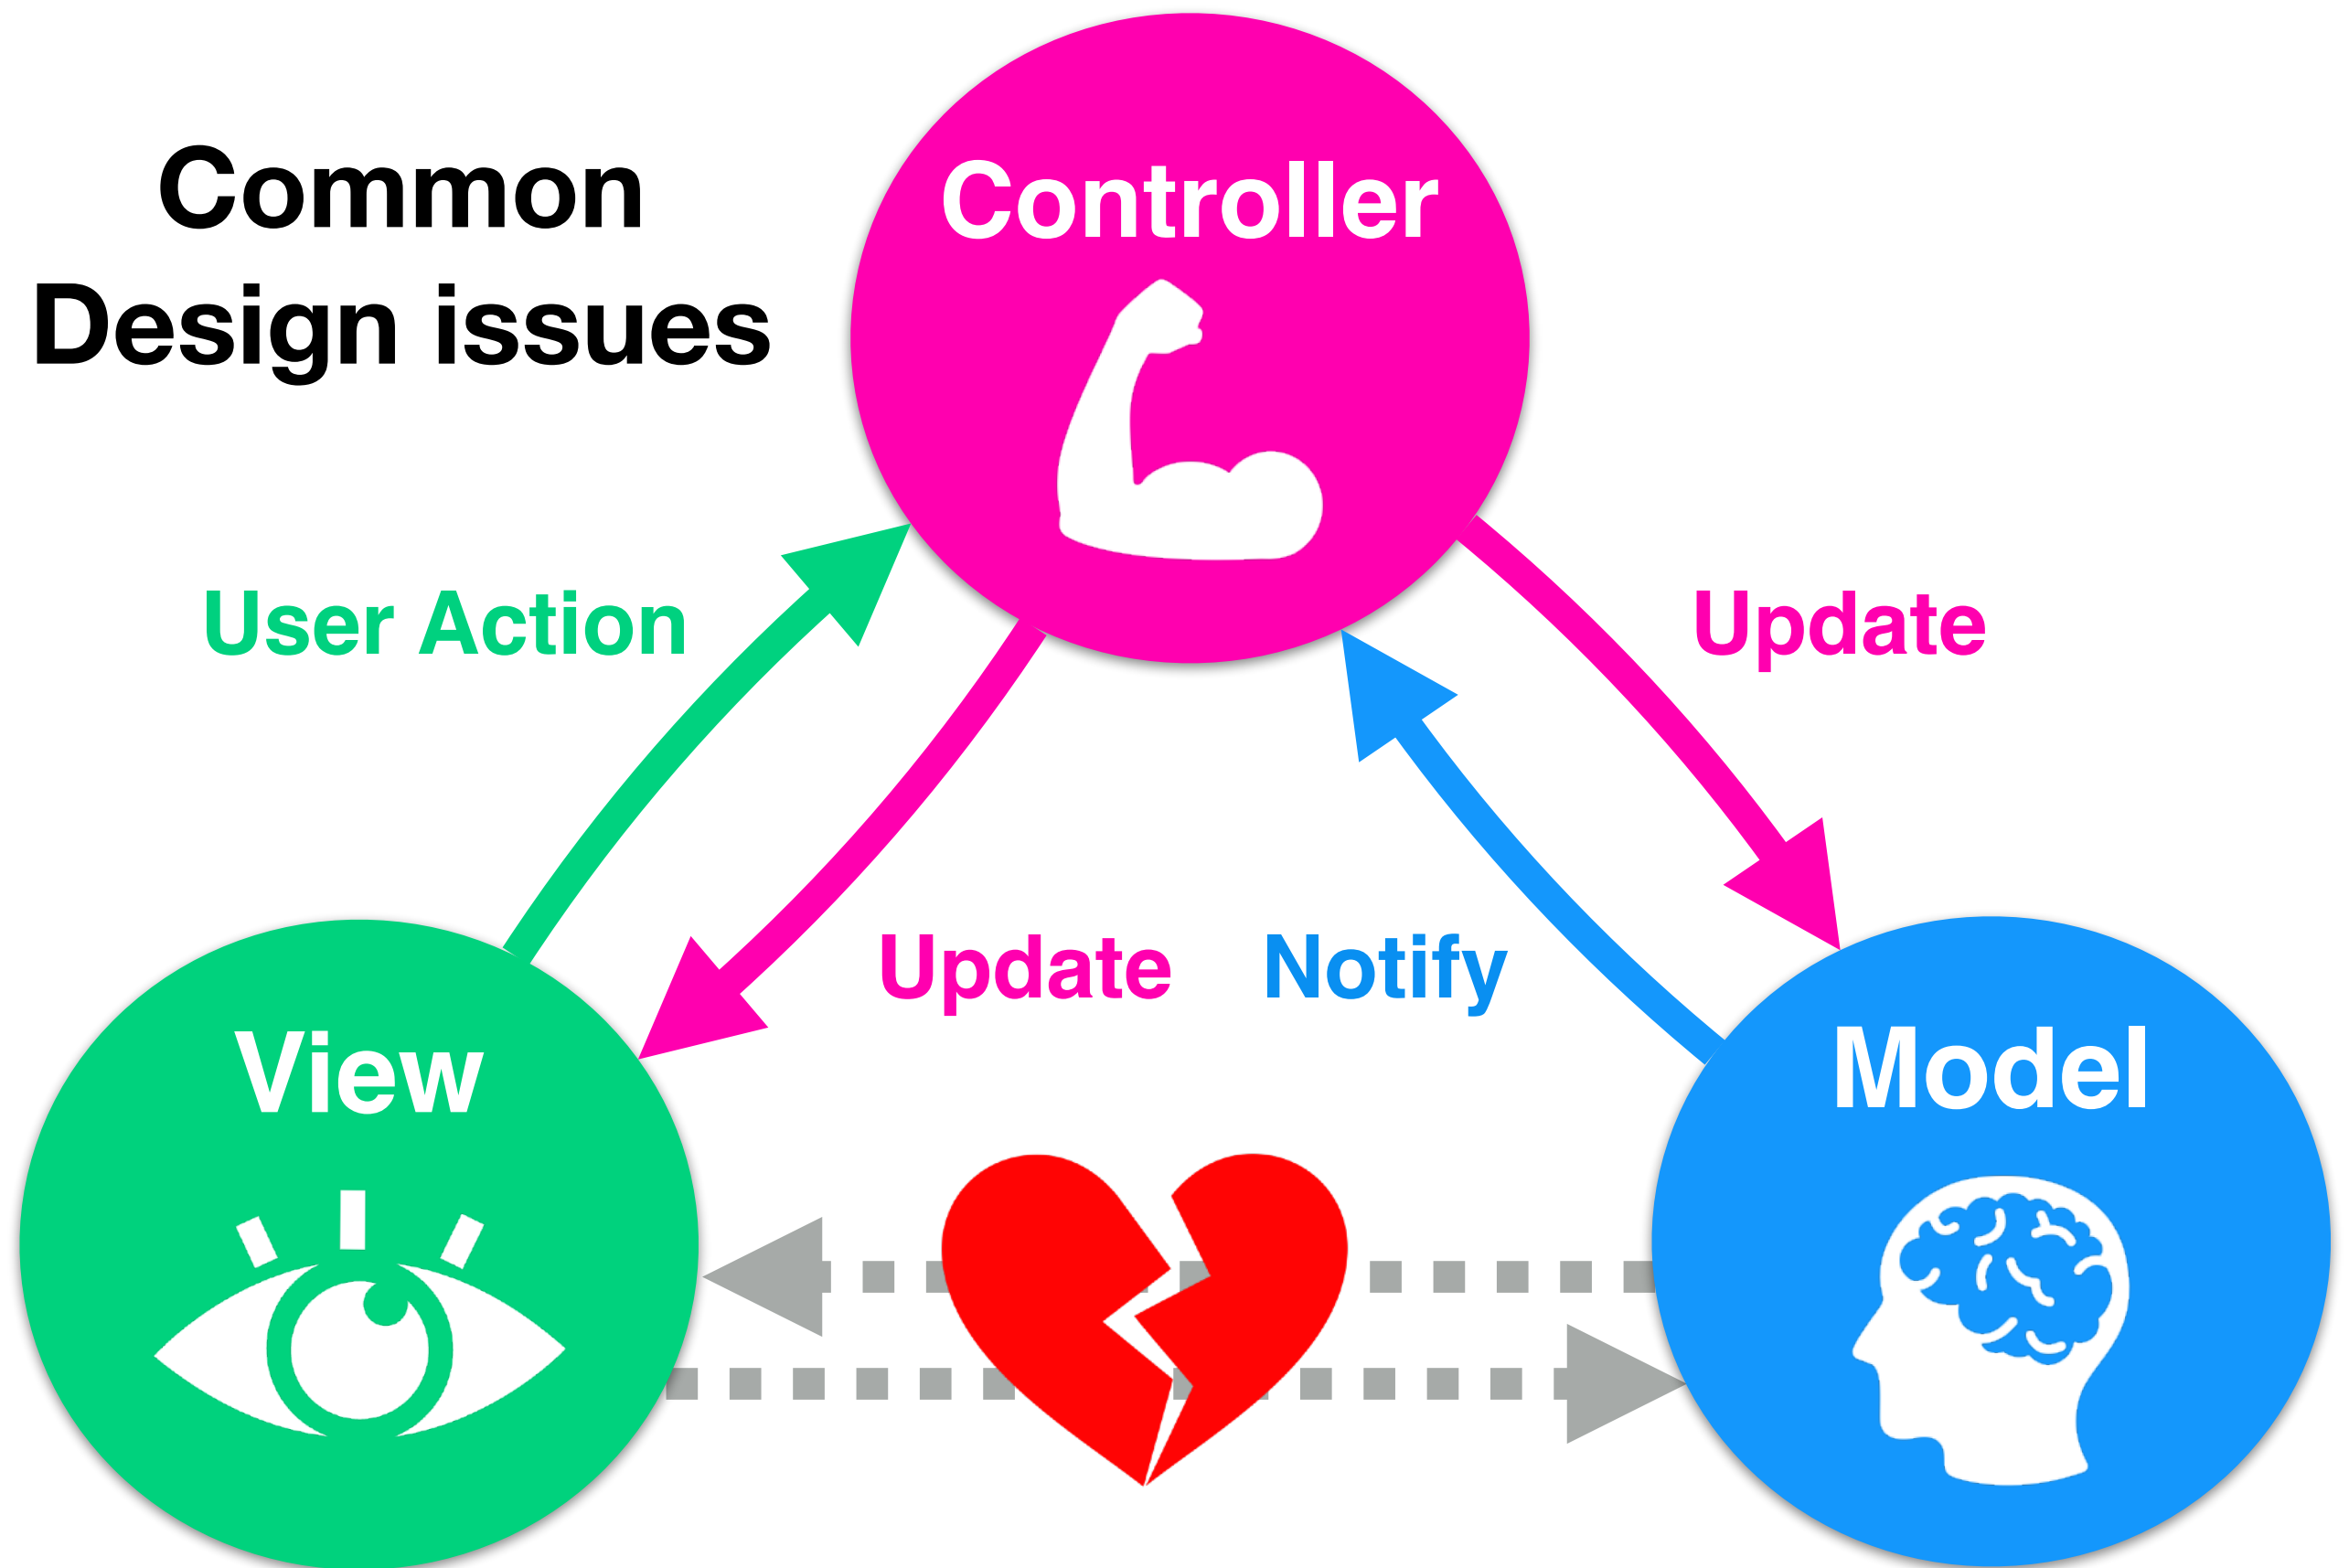 Common
Design issues
Controller
User Action
Update
Update
Notify
View
Model